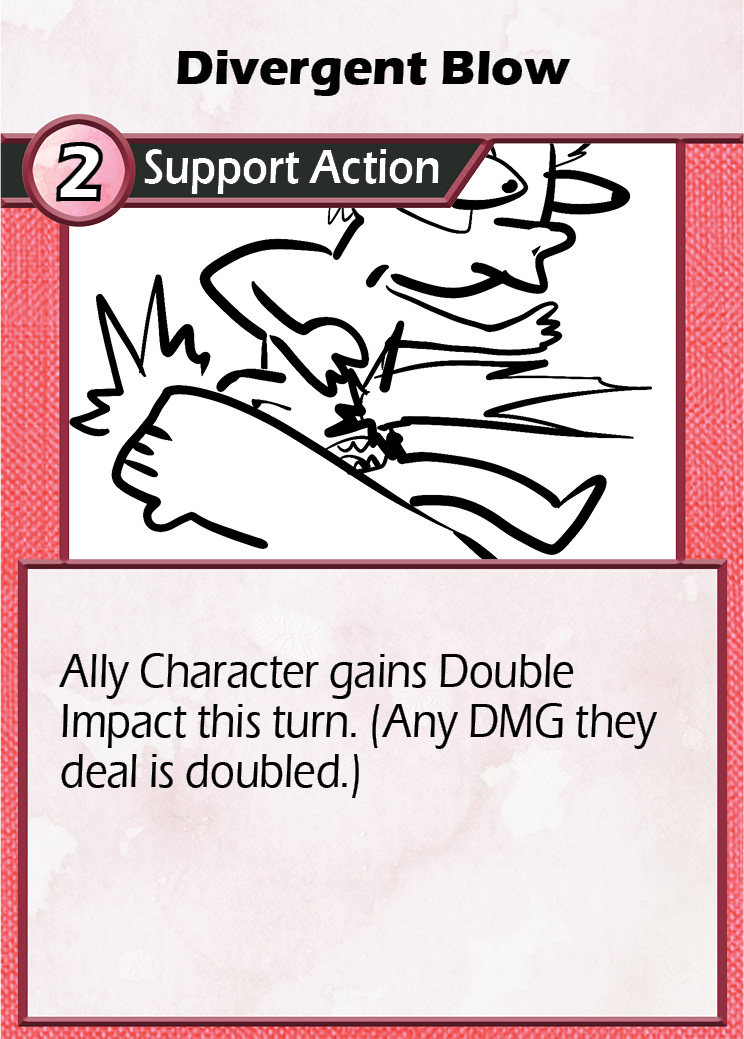 Divergent Blow
2
Support Action
Ally Character gains Double
Impact this turn. (Any DMG they
deal is doubled.)